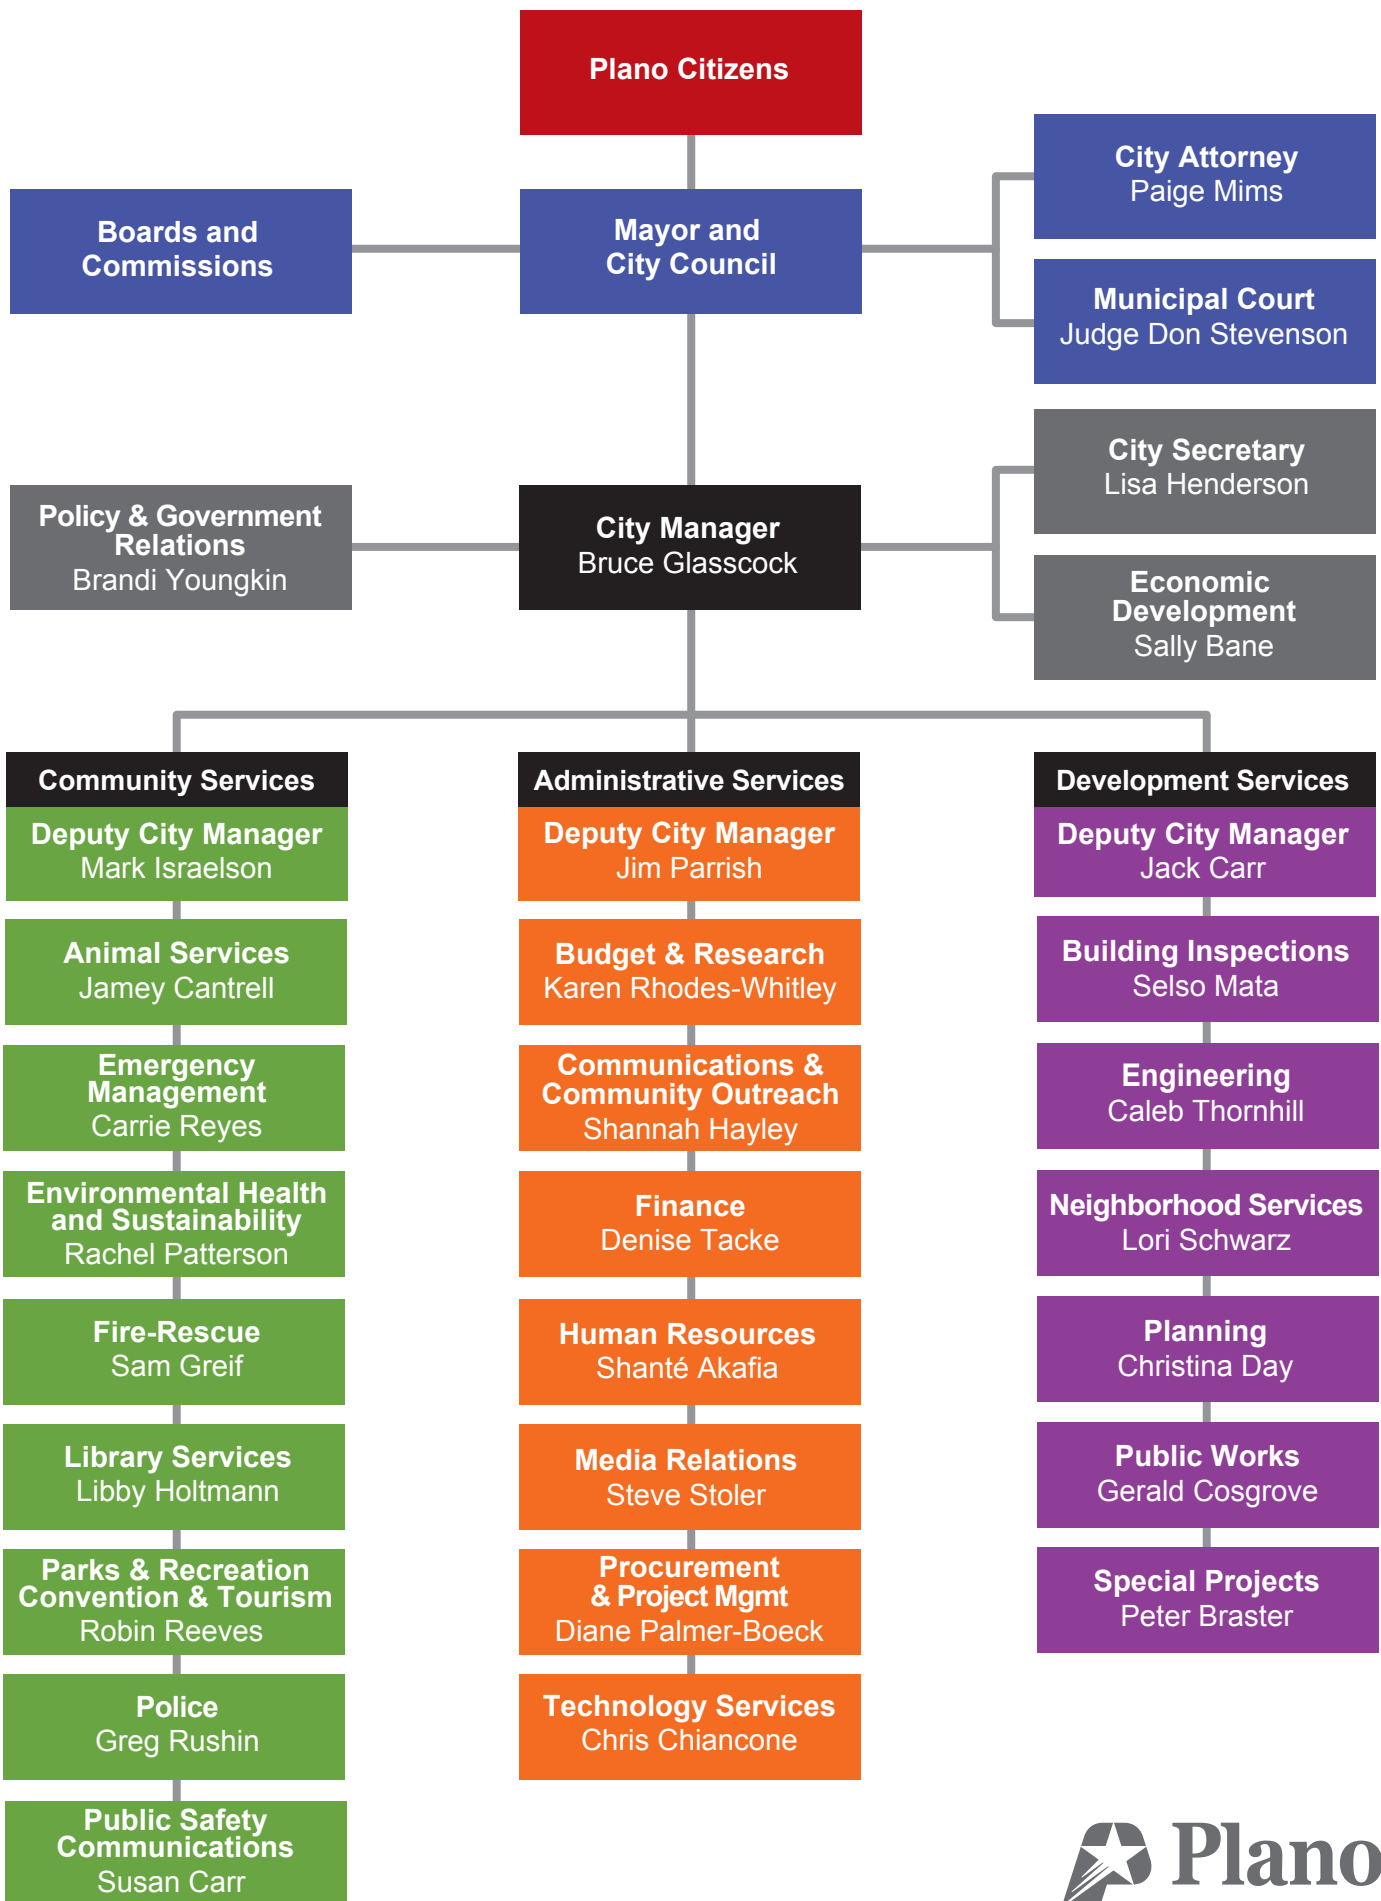 Plano Citizens
City Attorney
Paige Mims
Boards and
Commissions
Mayor and
City Council
Municipal Court
Judge Don Stevenson
City Secretary
Lisa Henderson
Policy & Government
Relations
Brandi Youngkin
City Manager
Bruce Glasscock
Economic
Development
Sally Bane
Community Services
Deputy City Manager
Mark Israelson
Animal Services
Jamey Cantrell
Emergency
Management
Carrie Reyes
Environmental Health
and Sustainability
Rachel Patterson
Fire-Rescue
Sam Greif
Library Services
Libby Holtmann
Parks & Recreation
Convention & Tourism
Robin Reeves
Police
Greg Rushin
Public Safety
Communications
Susan Carr
Administrative Services
Deputy City Manager
Jim Parrish
Budget & Research
Karen Rhodes-Whitley
Communications &
Community Outreach
Shannah Hayley
Finance
Denise Tacke
Human Resources
Shanté Akafia
Media Relations
Steve Stoler
Procurement
& Project Mgmt
Diane Palmer-Boeck
Technology Services
Chris Chiancone
Development Services
Deputy City Manager
Jack Carr
Building Inspections
Selso Mata
Engineering
Caleb Thornhill
Neighborhood Services
Lori Schwarz
Planning
Christina Day
Public Works
Gerald Cosgrove
Special Projects
Peter Braster
Plano